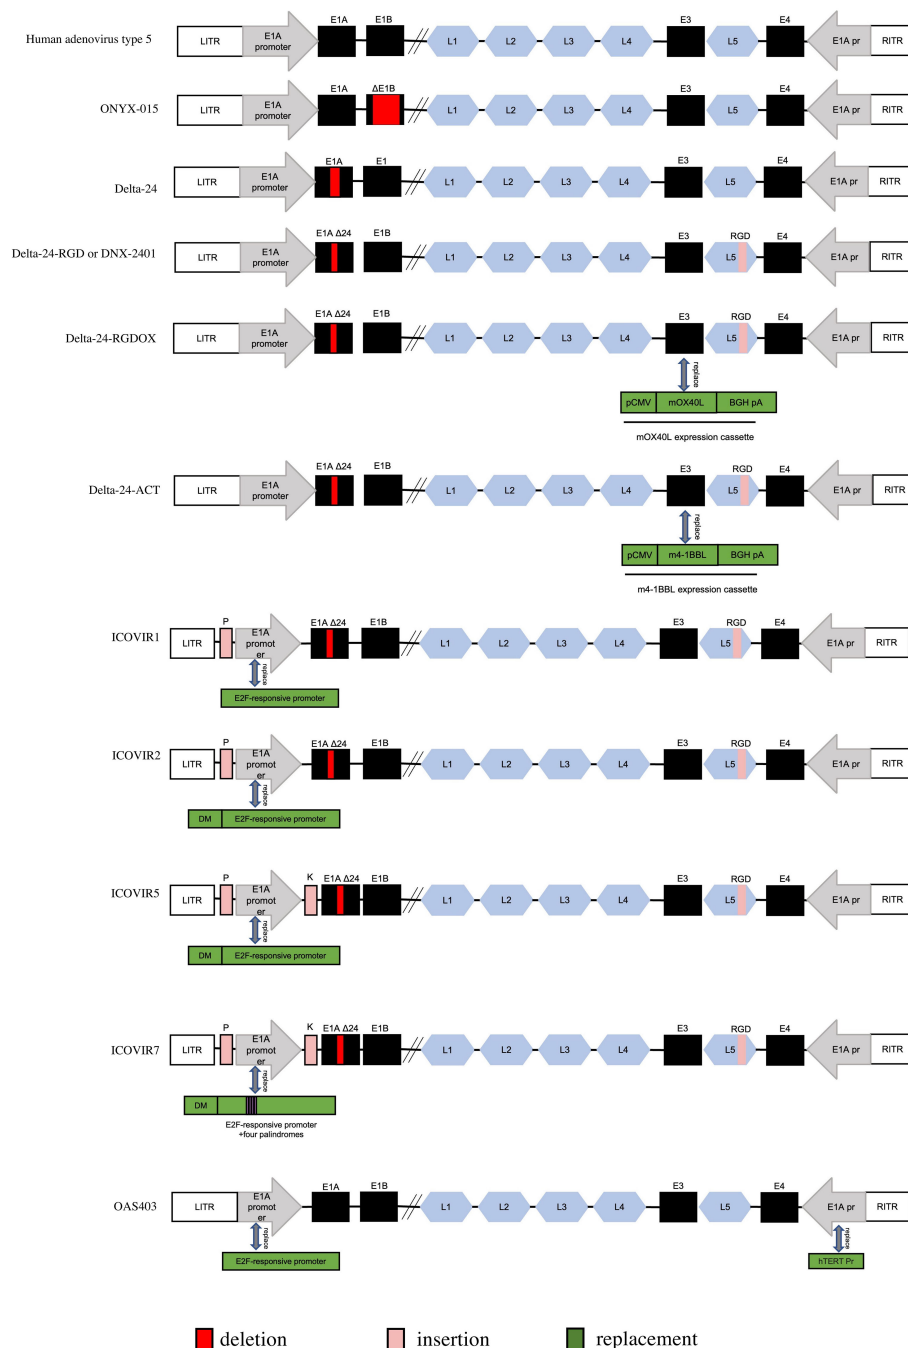 E1A E1B E3 E4
Human adenovirus type 5 LITR E1A promoter L1 L2 L3 L4 L5 E1A pr RITR
E1A ΔE1B E3 E4
ONYX-015 LITR E1A promoter L1 L2 L3 L4 L5 E1A pr RITR
E1A E1 E3 E4
Delta-24 LITR E1A promoter L1 L2 L3 L4 L5 E1A pr RITR
E1A Δ24 E1B E3 RGD E4
Delta-24-RGD or DNX-2401 LITR E1A promoter L1 L2 L3 L4 L5 E1A pr RITR
E1A Δ24 E1B E3 RGD E4
Delta-24-RGDOX LITR E1A promoter L1 L2 L3 L4 L5 E1A pr RITR
replace
pCMV mOX40L BGH pA
mOX40L expression cassette
E1A Δ24 E1B E3 RGD E4
Delta-24-ACT LITR E1A promoter L1 L2 L3 L4 L5 E1A pr RITR
replace
pCMV m4-1BBL BGH pA
m4-1BBL expression cassette
P E1A Δ24 E1B E3 RGD E4
ICOVIR1 LITR E1A promot er L1 L2 L3 L4 L5 E1A pr RITR
replace
E2F-responsive promoter
P E1A Δ24 E1B E3 RGD E4
ICOVIR2 LITR E1A promot er L1 L2 L3 L4 L5 E1A pr RITR
replace
DM E2F-responsive promoter
P K E1A Δ24 E1B E3 RGD E4
ICOVIR5 LITR E1A promot er L1 L2 L3 L4 L5 E1A pr RITR
replace
DM E2F-responsive promoter
P K E1A Δ24 E1B E3 RGD E4
ICOVIR7 LITR E1A promot er L1 L2 L3 L4 L5 E1A pr RITR
replace
DM
E2F-responsive promoter
+four palindromes
E1A E1B E3 E4
OAS403 LITR E1A promot er L1 L2 L3 L4 L5 E1A pr RITR
replace replace
E2F-responsive promoter hTERT Pr
deletion insertion replacement